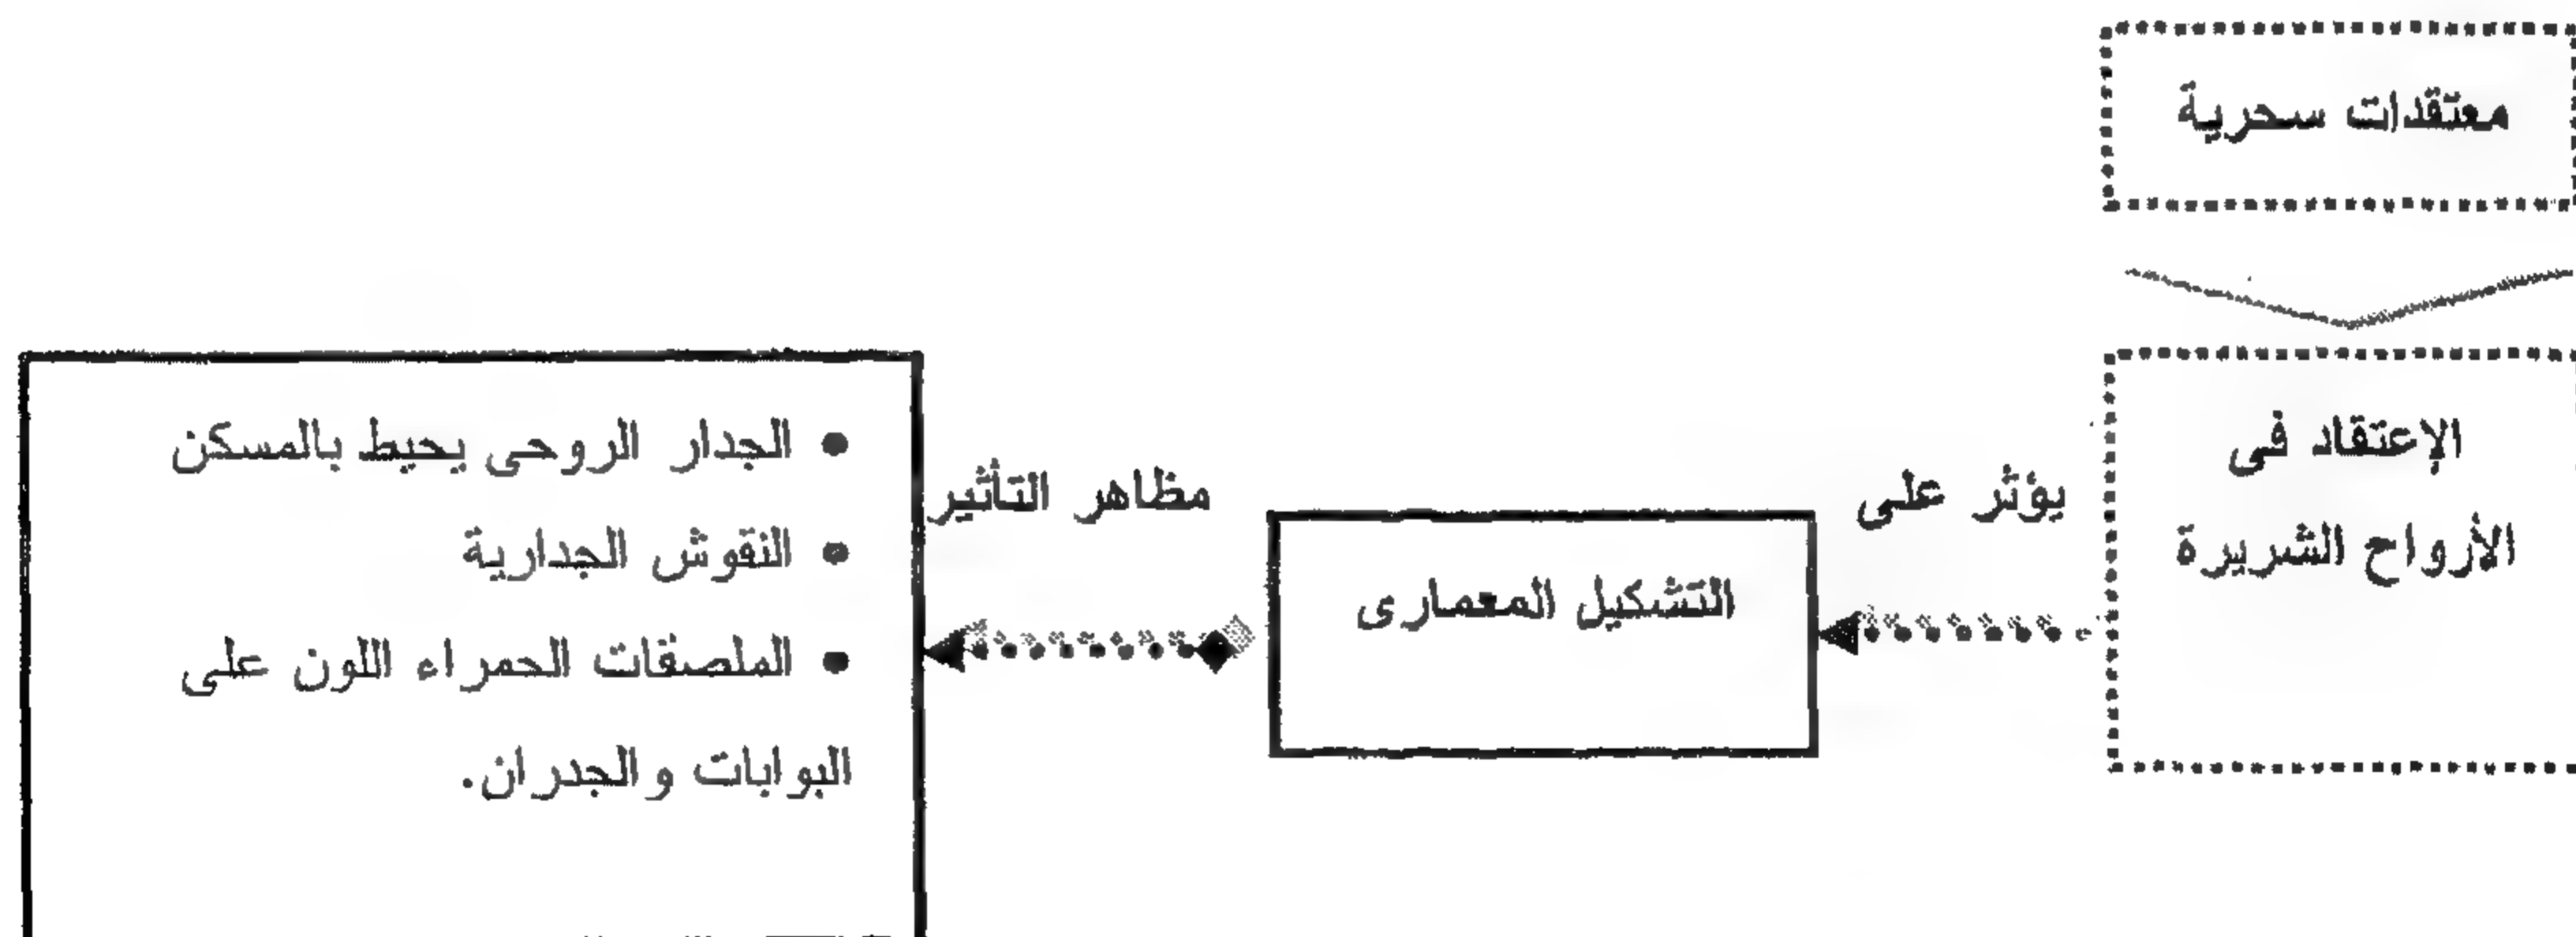 معتقدات سحرية
الإعتقاد فى
الأرواح الشريرة
يؤثر على
التشكيل المعمارى
مظاهر التأثير
• الجدار الروحى يحيط بالمسكن
• النقوش الجدارية
• الملصقات الحمراء اللون على
البوابات والجدران.